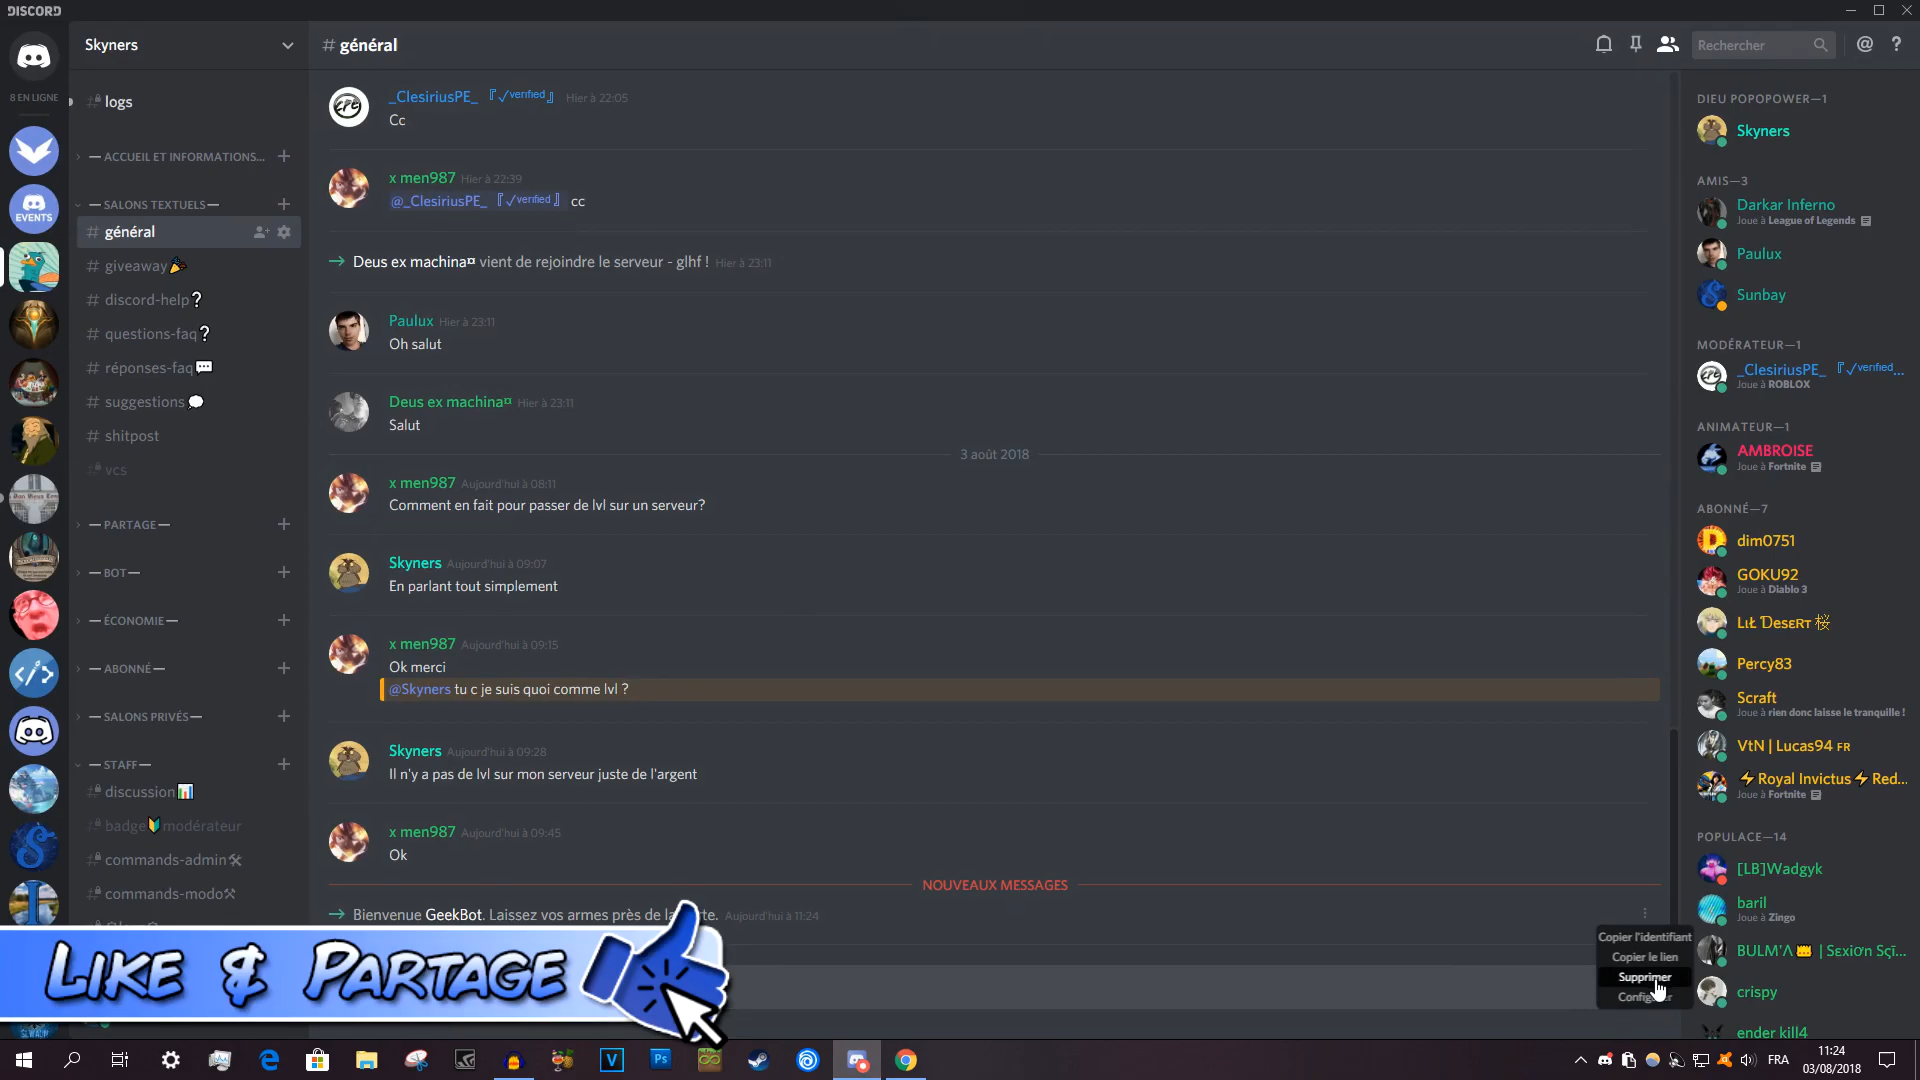 DISCORD
8 EN LIGNE
EVENTS
Skyners
logs
— ACCUEIL ET INFORMATIONS...
— SALONS TEXTUELS —
# général
# giveaway🎉
# discord-help❔
# questions-faq❔
# réponses-faq💬
# suggestions💭
# shitpost
vcs
— PARTAGE —
— BOT —
— ÉCONOMIE —
— ABONNÉ —
— SALONS PRIVÉS —
— STAFF —
discussion📊
badge🔰modérateur
commands-admin🛠
commands-modo⚒
# général
Rechercher
_ClesiriusPE_ 『✓verified』 Hier à 22:05
Cc
x men987 Hier à 22:39
@_ClesiriusPE_ 『✓verified』 cc
→ Deus ex machina¤ vient de rejoindre le serveur - glhf ! Hier à 23:11
Paulux Hier à 23:11
Oh salut
Deus ex machina¤ Hier à 23:11
Salut
3 août 2018
x men987 Aujourd'hui à 08:11
Comment en fait pour passer de lvl sur un serveur?
Skyners Aujourd'hui à 09:07
En parlant tout simplement
x men987 Aujourd'hui à 09:15
Ok merci
@Skyners tu c je suis quoi comme lvl ?
Skyners Aujourd'hui à 09:28
Il n'y a pas de lvl sur mon serveur juste de l'argent
x men987 Aujourd'hui à 09:45
Ok
NOUVEAUX MESSAGES
→ Bienvenue GeekBot. Laissez vos armes près de la Aujourd'hui à 11:24
Copier l'identifiant
Copier le lien
Supprimer
LIKE & PARTAGE
DIEU POPOPOWER—1
Skyners
AMIS—3
Darkar Inferno
Joue à League of Legends
Paulux
Sunbay
MODÉRATEUR—1
_ClesiriusPE_ 『✓verified...
Joue à ROBLOX
ANIMATEUR—1
AMBROISE
Joue à Fortnite
ABONNÉ—7
dim0751
GOKU92
Joue à Diablo 3
Percy83
Scraft
Joue à rien donc laisse le tranquille !
VtN | Lucas94 FR
⚡Royal Invictus⚡Red...
Joue à Fortnite
POPULACE—14
[LB]Wadgyk
baril
Joue à Zingo
crispy
ender kill4
FRA
11:24
03/08/2018